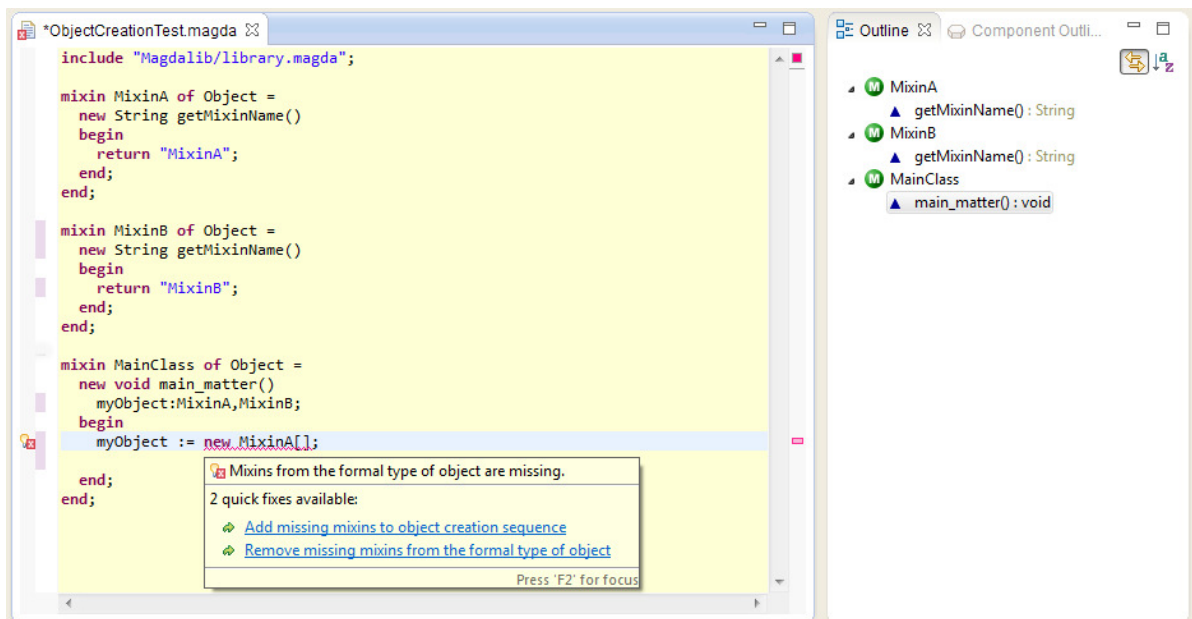 *ObjectCreationTest.magda
include "Magdalib/library.magda";
mixin MixinA of Object =
new String getMixinName()
begin
return "MixinA";
end;
end;
mixin MixinB of Object =
new String getMixinName()
begin
return "MixinB";
end;
end;
mixin MainClass of Object =
new void main_matter()
myObject:MixinA,MixinB;
begin
myObject := new MixinA[];
end;
end;
Mixins from the formal type of object are missing.
2 quick fixes available:
Add missing mixins to object creation sequence
Remove missing mixins from the formal type of object
Press 'F2' for focus
Outline
Component Outli...
M MixinA
getMixinName() : String
M MixinB
getMixinName() : String
M MainClass
main_matter() : void